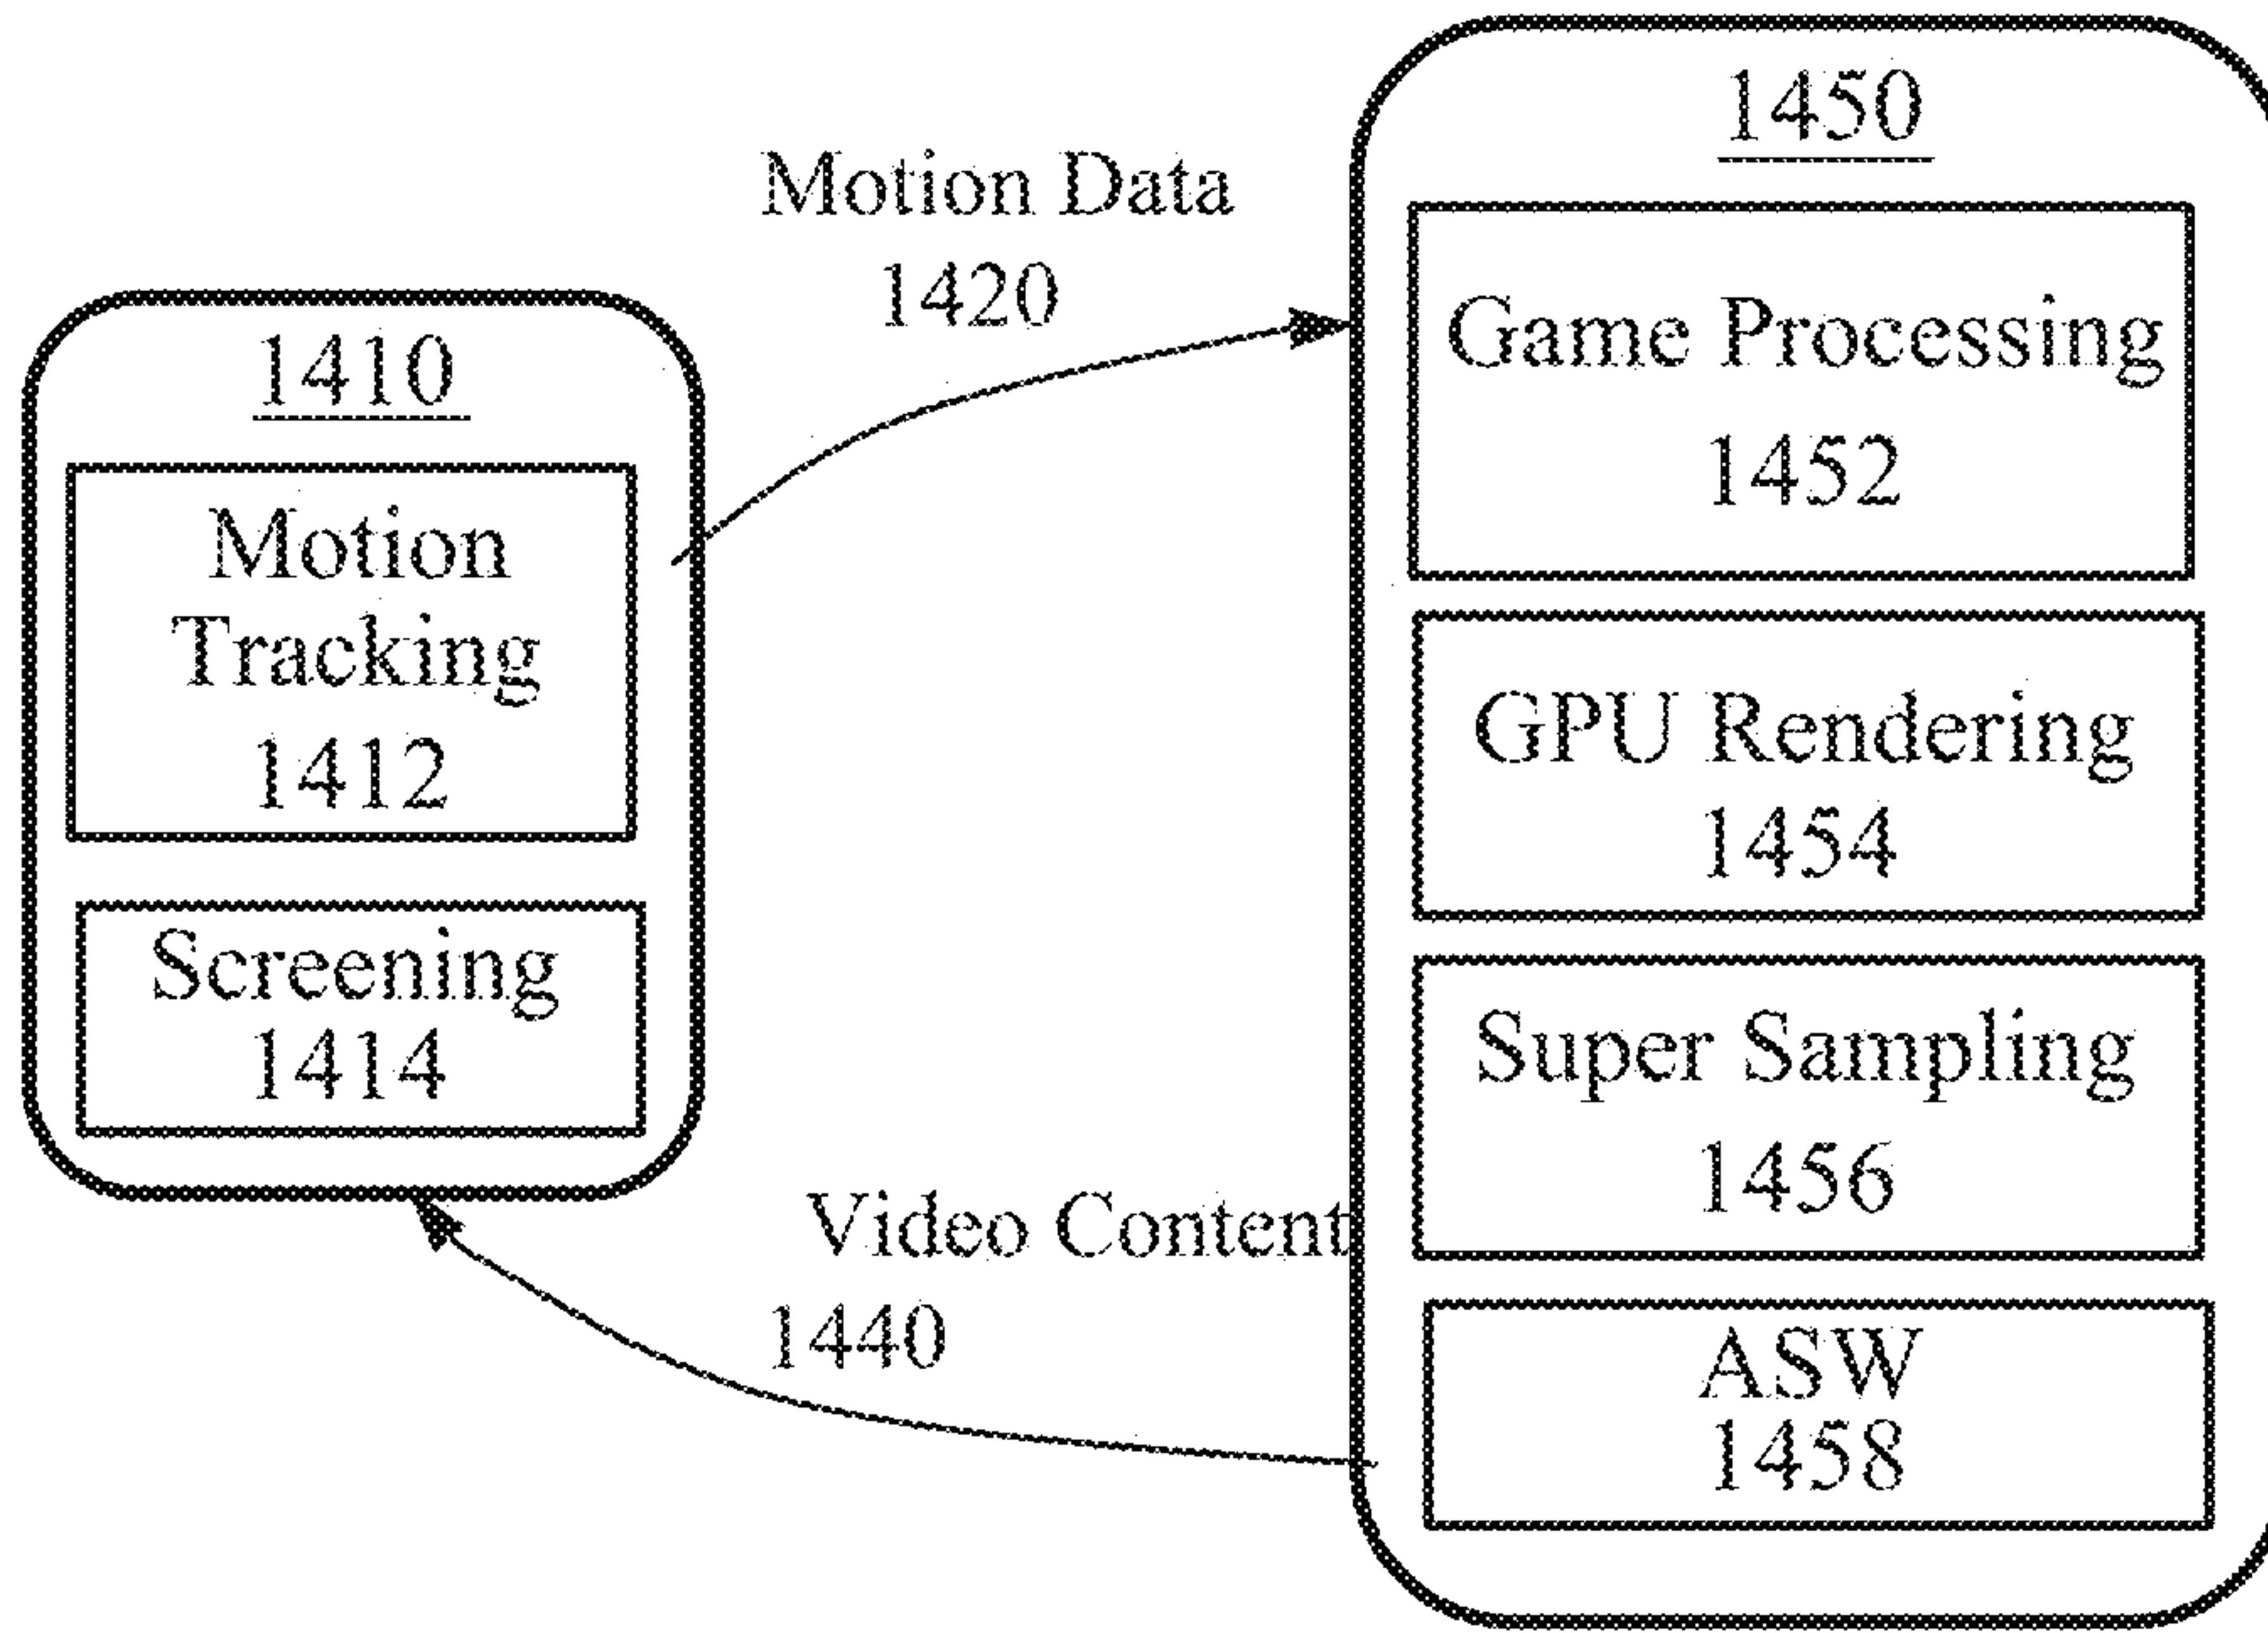 1410
Motion
Tracking
1412
Screening
1414
Motion Data
1420
Video Content
1440
1450
Game Processing
1452
GPU Rendering
1454
Super Sampling
1456
ASW
1458